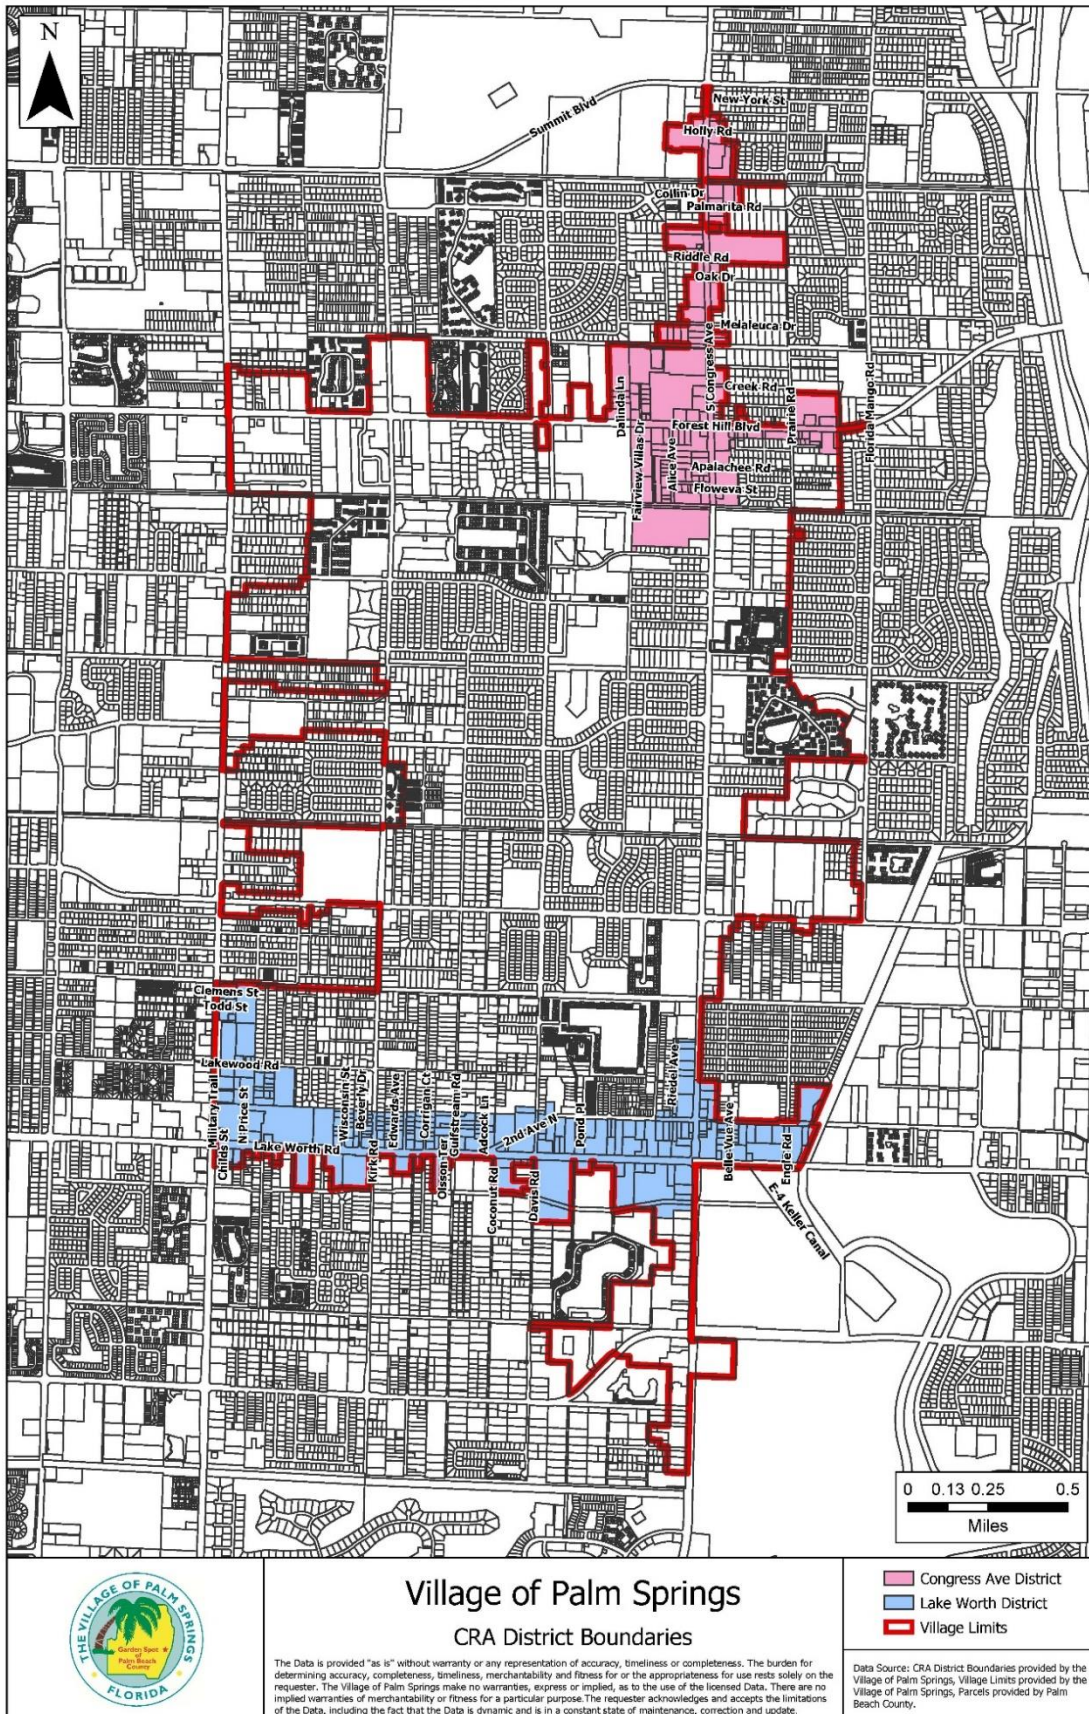 N
Summit Blvd
New York St
Holly Rd
Collin Dr
Palmarita Rd
Riddle Rd
Oak Dr
Melaleuca Dr
S Congress Ave
Dalinda Ln
Creek Rd
Prairie Rd
Florida Mango Rd
Forest Hill Blvd
Fairview Villas Dr
Alice Ave
Apalachee Rd
Floweva St
Clemens St
Todd St
Lakewood Rd
Military Trail
N Price St
Childs St
Lake Worth Rd
Wisconsin St
Beverly Dr
Kirk Rd
Edwards Ave
Corrigan Ct
Olsson Ter
Gulfstream Rd
Adcock Ln
Coconut Rd
2nd Ave N
Davis Rd
Pond Pl
Riedel Ave
Belle Vue Ave
Engle Rd
E-4 Keller Canal
0 0.13 0.25 0.5
Miles
THE VILLAGE OF PALM SPRINGS
Garden Spot
of
Palm Beach
County
FLORIDA
Village of Palm Springs
CRA District Boundaries
The Data is provided "as is" without warranty or any representation of accuracy, timeliness or completeness. The burden for
determining accuracy, completeness, timeliness, merchantability and fitness for or the appropriateness for use rests solely on the
requester. The Village of Palm Springs make no warranties, express or implied, as to the use of the licensed Data. There are no
implied warranties of merchantability or fitness for a particular purpose. The requester acknowledges and accepts the limitations
of the Data, including the fact that the Data is dynamic and is in a constant state of maintenance, correction and update.
Congress Ave District
Lake Worth District
Village Limits
Data Source: CRA District Boundaries provided by the
Village of Palm Springs, Village Limits provided by the
Village of Palm Springs, Parcels provided by Palm
Beach County.